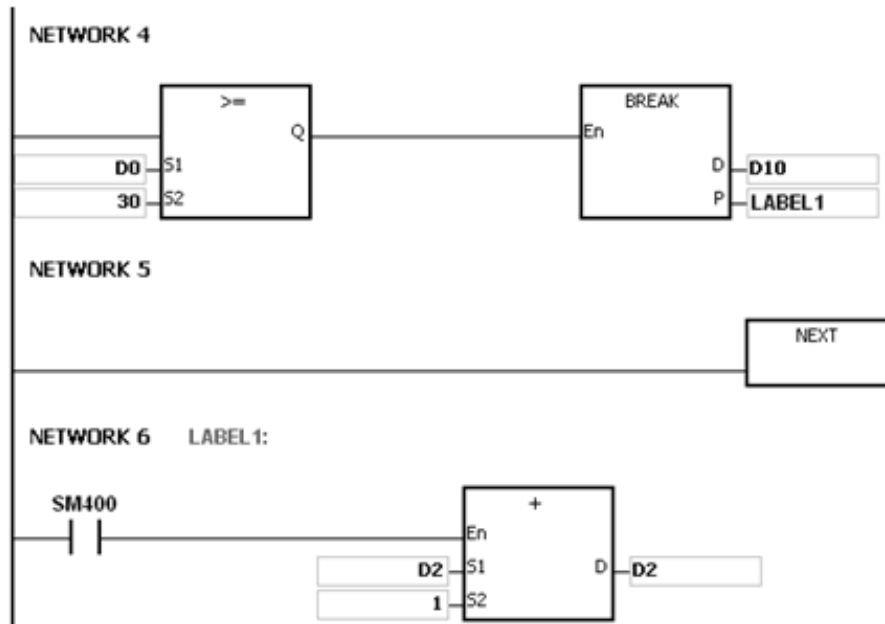 NETWORK 4
>=
BREAK
Q
En
D0 S1
D D10
30 S2
P LABEL1
NETWORK 5
NEXT
NETWORK 6 LABEL1:
SM400
+
En
D2 S1 D D2
1 S2